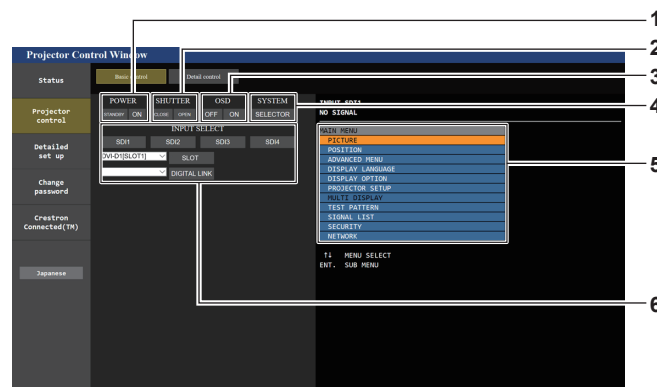 1
Projector Control Window
2
Status
Basic control
Detail control
3
POWER
SHUTTER
OSD
SYSTEM
INPUT SDI1
STANDBY
ON
CLOSE
OPEN
OFF
ON
SELECTOR
NO SIGNAL
4
Projector
control
INPUT SELECT
SDI1
SDI2
SDI3
SDI4
DVI-D1[SLOT1]
SLOT
DIGITAL LINK
MAIN MENU
PICTURE
POSITION
ADVANCED MENU
DISPLAY LANGUAGE
DISPLAY OPTION
PROJECTOR SETUP
MULTI DISPLAY
TEST PATTERN
SIGNAL LIST
SECURITY
NETWORK
5
Detailed
set up
Change
password
Crestron
Connected(TM)
↑↓ MENU SELECT
ENT. SUB MENU
Japanese
6